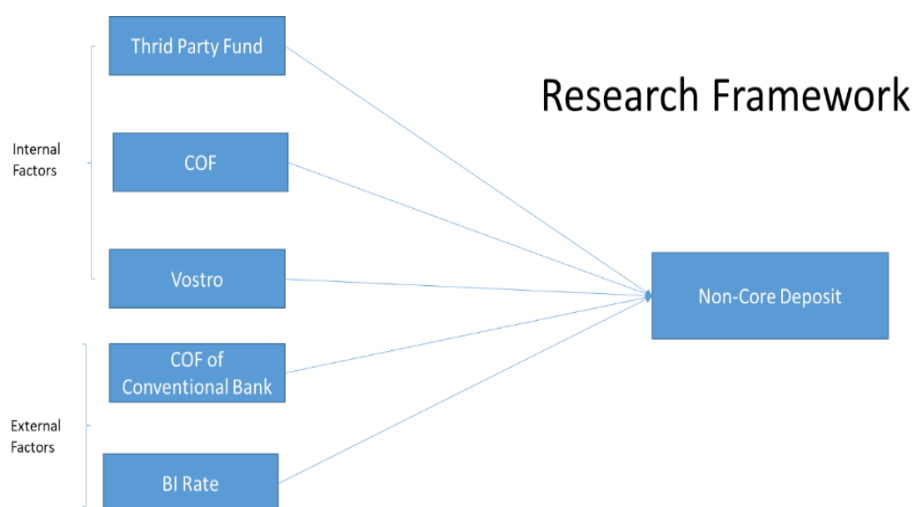 Thrid Party Fund
Research Framework
Internal
Factors
COF
Vostro
Non-Core Deposit
COF of
Conventional Bank
External
Factors
BI Rate